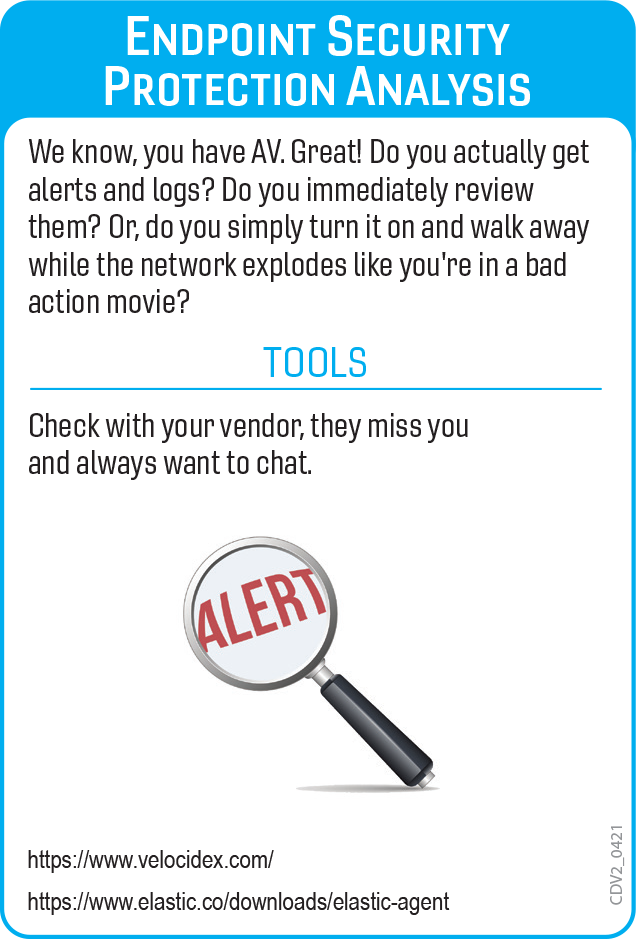 ENDPOINT SECURITY
PROTECTION ANALYSIS
We know, you have AV. Great! Do you actually get
alerts and logs? Do you immediately review
them? Or, do you simply turn it on and walk away
while the network explodes like you're in a bad
action movie?
TOOLS
Check with your vendor, they miss you
and always want to chat.
ALERT
https://www.velocidex.com/
https://www.elastic.co/downloads/elastic-agent
CDV2_0421